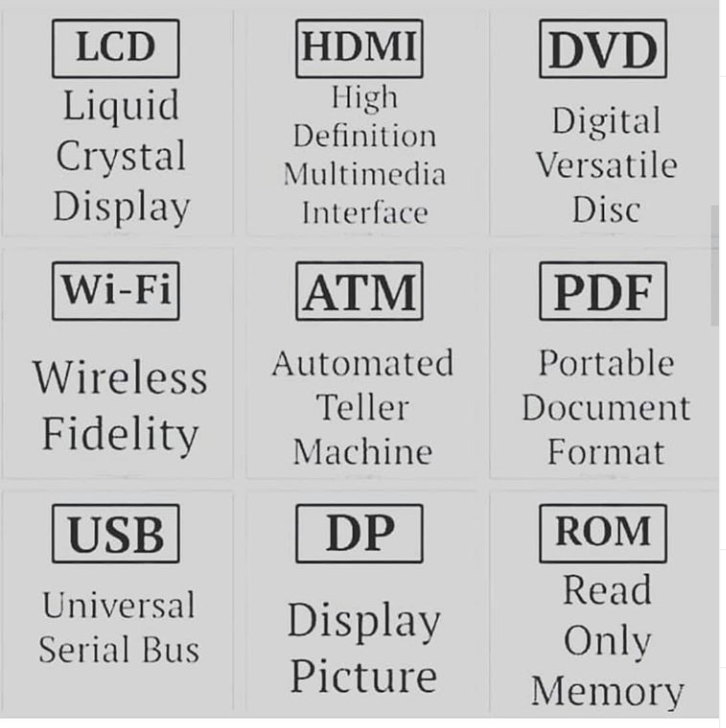 LCD
Liquid
Crystal
Display
HDMI
High
Definition
Multimedia
Interface
DVD
Digital
Versatile
Disc
Wi-Fi
Wireless
Fidelity
ATM
Automated
Teller
Machine
PDF
Portable
Document
Format
USB
Universal
Serial Bus
DP
Display
Picture
ROM
Read
Only
Memory